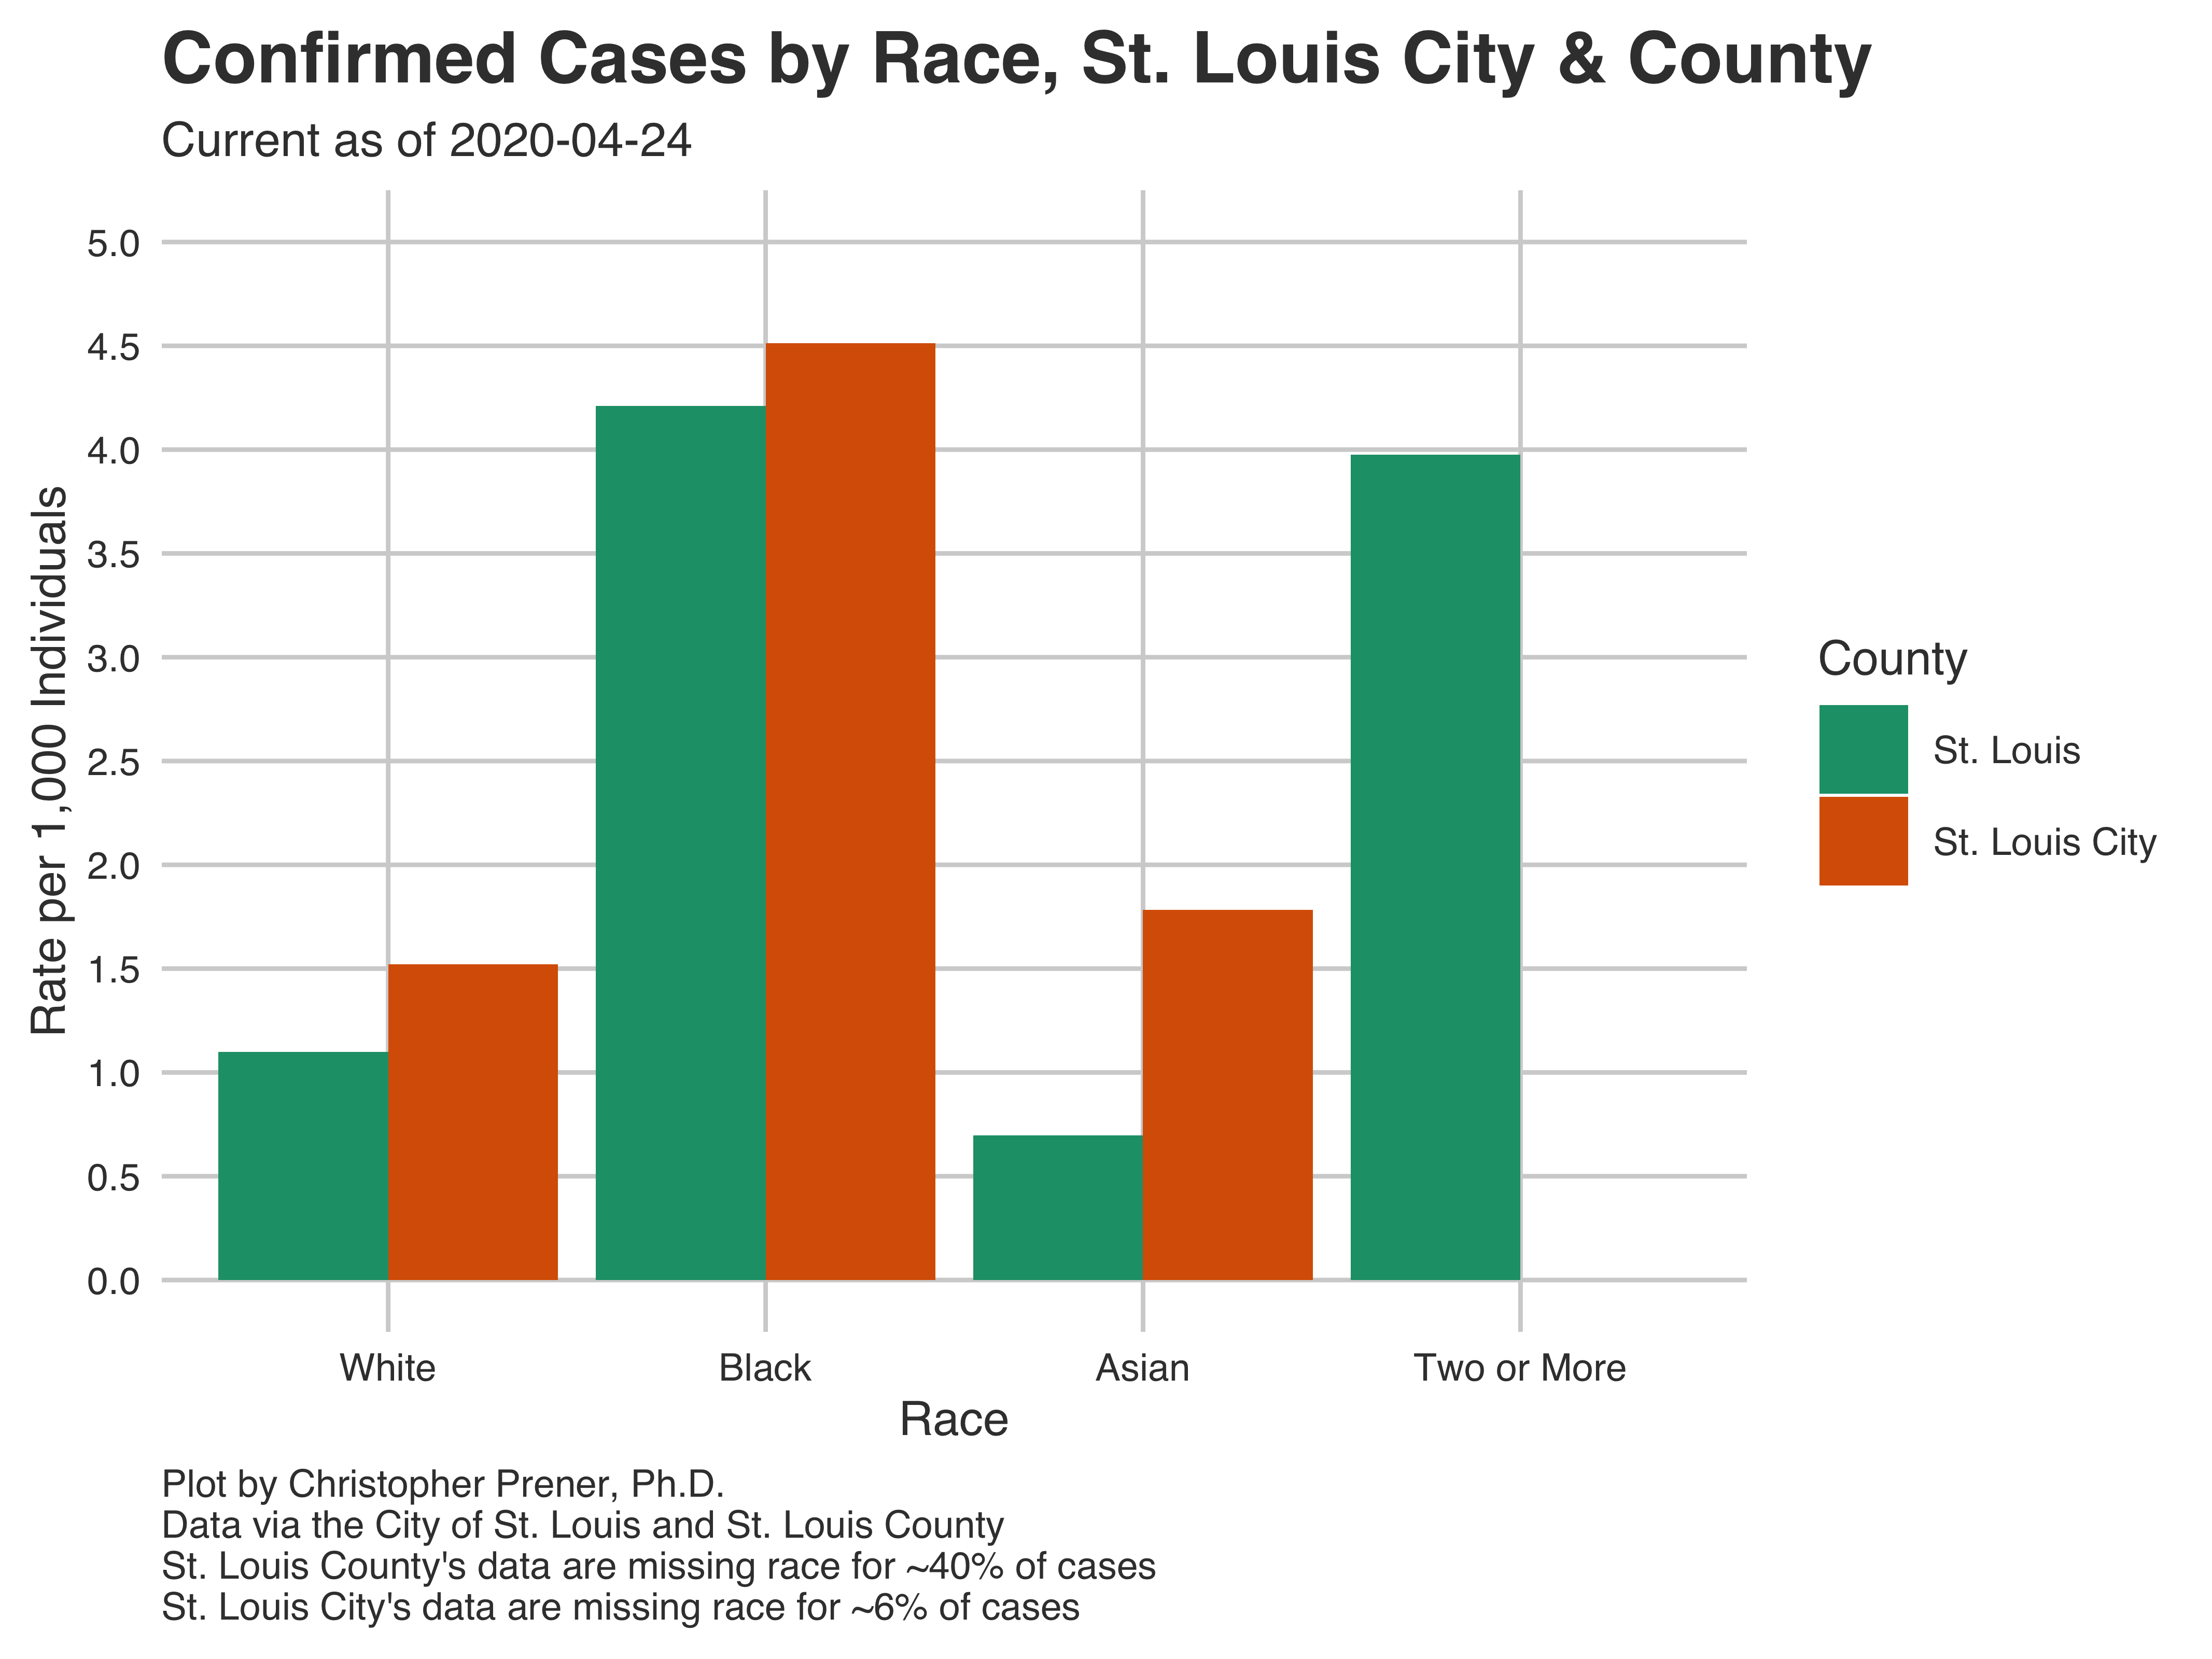 Confirmed Cases by Race, St. Louis City & County
Current as of 2020-04-24
5.0
4.5
4.0
3.5
3.0
2.5
2.0
1.5
1.0
0.5
0.0
Rate per 1,000 Individuals
White
Black
Asian
Two or More
Race
County
St. Louis
St. Louis City
Plot by Christopher Prener, Ph.D.
Data via the City of St. Louis and St. Louis County
St. Louis County's data are missing race for ~40% of cases
St. Louis City's data are missing race for ~6% of cases